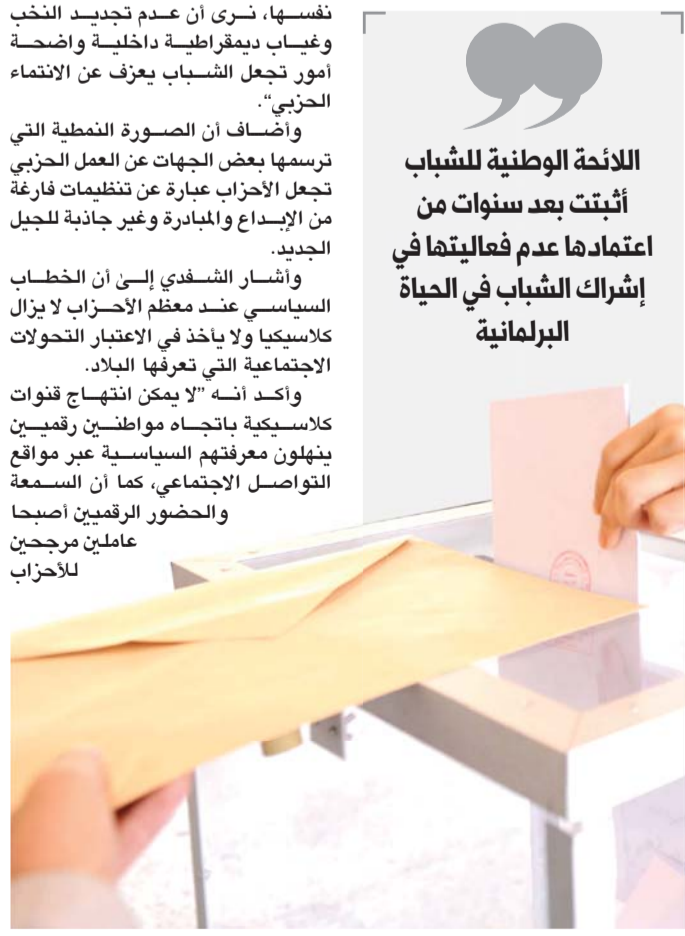 اللائحة الوطنية للشباب
أثبتت بعد سنوات من
اعتمادها عدم فعاليتها في
إشراك الشباب في الحياة
البرلمانية
نفسها، نرى أن عدم تجديد النخب
وغياب ديمقراطية داخلية واضحة
أمور تجعل الشباب يعزف عن الانتماء
الحزبي“.
وأضاف أن الصورة النمطية التي
ترسمها بعض الجهات عن العمل الحزبي
تجعل الأحزاب عبارة عن تنظيمات فارغة
من الإبداع والمبادرة وغير جاذبة للجيل
الجديد.
وأشار الشفدي إلىٰ أن الخطاب
السياسي عند معظم الأحزاب لا يزال
كلاسيكيا ولا يأخذ في الاعتبار التحولات
الاجتماعية التي تعرفها البلاد.
وأكد أنه ”لا يمكن انتهاج قنوات
كلاسيكية باتجاه مواطنين رقميين
ينهلون معرفتهم السياسية عبر مواقع
التواصل الاجتماعي، كما أن السمعة
والحضور الرقميين أصبحا
عاملين مرجحين
للأحزاب